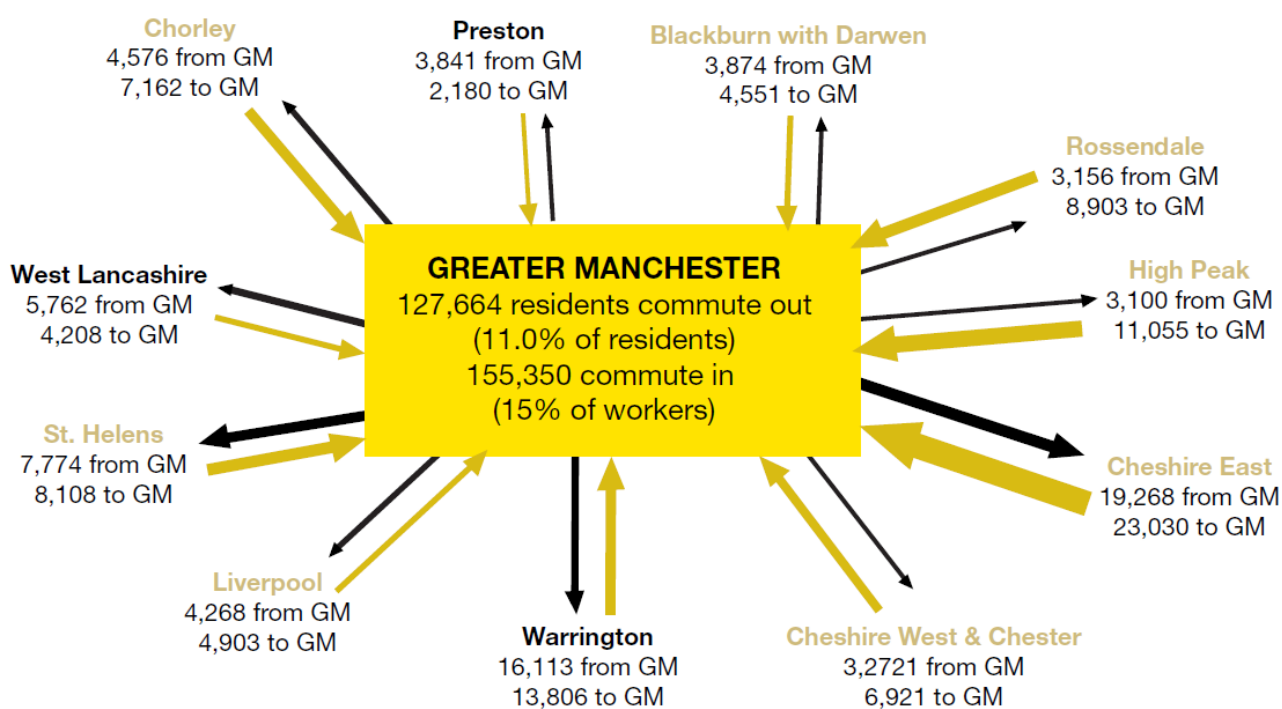 Chorley
4,576 from GM
7,162 to GM
Preston
3,841 from GM
2,180 to GM
Blackburn with Darwen
3,874 from GM
4,551 to GM
Rossendale
3,156 from GM
8,903 to GM
West Lancashire
5,762 from GM
4,208 to GM
GREATER MANCHESTER
127,664 residents commute out
(11.0% of residents)
155,350 commute in
(15% of workers)
High Peak
3,100 from GM
11,055 to GM
St. Helens
7,774 from GM
8,108 to GM
Cheshire East
19,268 from GM
23,030 to GM
Liverpool
4,268 from GM
4,903 to GM
Warrington
16,113 from GM
13,806 to GM
Cheshire West & Chester
3,2721 from GM
6,921 to GM